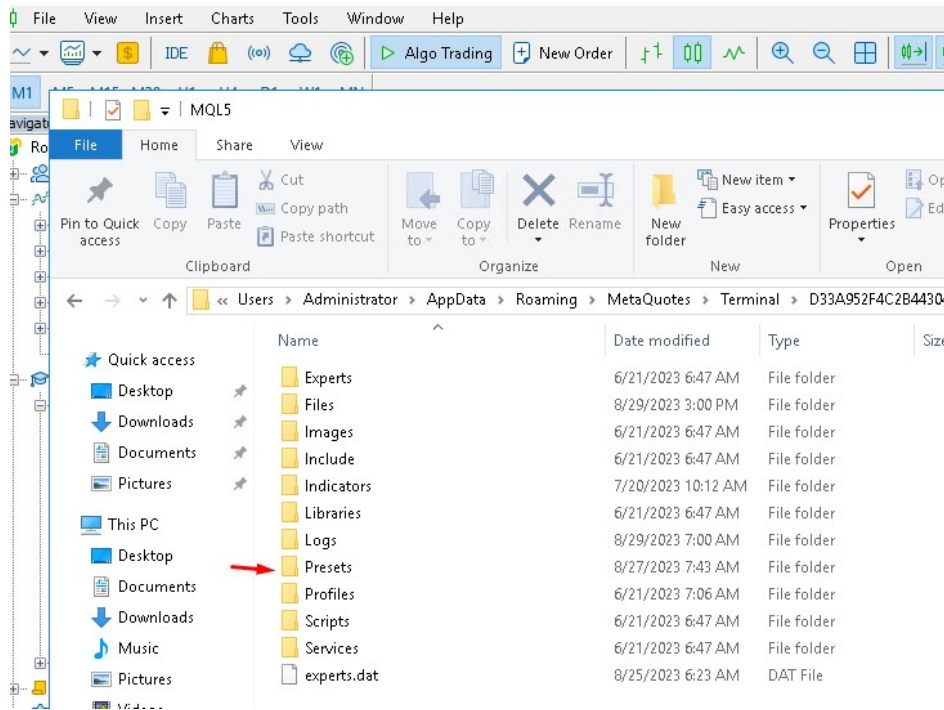 File View Insert Charts Tools Window Help
IDE Algo Trading New Order
M1
MQL5
File Home Share View
Pin to Quick access
Copy
Paste
Cut
Copy path
Paste shortcut
Move to
Copy to
Delete
Rename
New folder
New item
Easy access
Properties
Op
Ed
Clipboard Organize New Open
« Users > Administrator > AppData > Roaming > MetaQuotes > Terminal > D33A952F4C2B4430
Name Date modified Type Size
Quick access
Desktop
Downloads
Documents
Pictures
This PC
Desktop
Documents
Downloads
Music
Pictures
Videos
Experts 6/21/2023 6:47 AM File folder
Files 8/29/2023 3:00 PM File folder
Images 6/21/2023 6:47 AM File folder
Include 6/21/2023 6:47 AM File folder
Indicators 7/20/2023 10:12 AM File folder
Libraries 6/21/2023 6:47 AM File folder
Logs 8/29/2023 7:00 AM File folder
Presets 8/27/2023 7:43 AM File folder
Profiles 6/21/2023 7:06 AM File folder
Scripts 6/21/2023 6:47 AM File folder
Services 6/21/2023 6:47 AM File folder
experts.dat 8/25/2023 6:23 AM DAT File